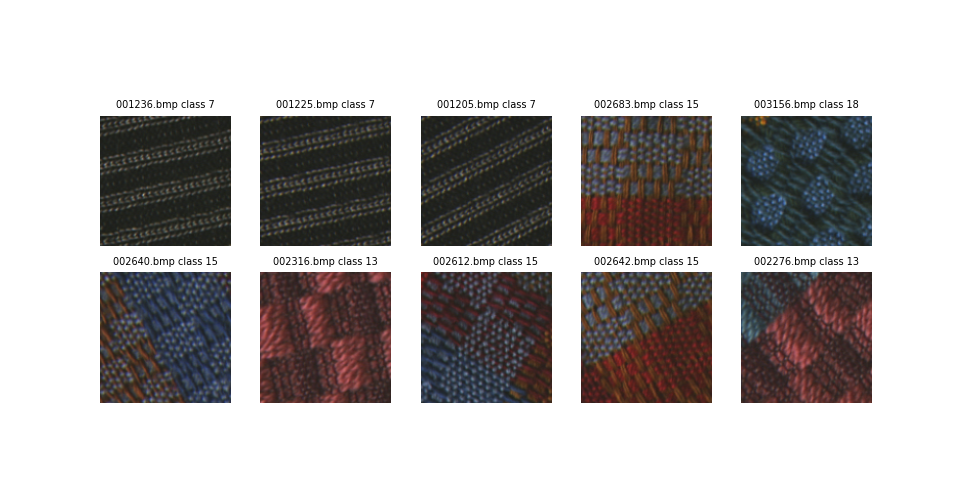 001236.bmp class 7
001225.bmp class 7
001205.bmp class 7
002683.bmp class 15
003156.bmp class 18
002640.bmp class 15
002316.bmp class 13
002612.bmp class 15
002642.bmp class 15
002276.bmp class 13